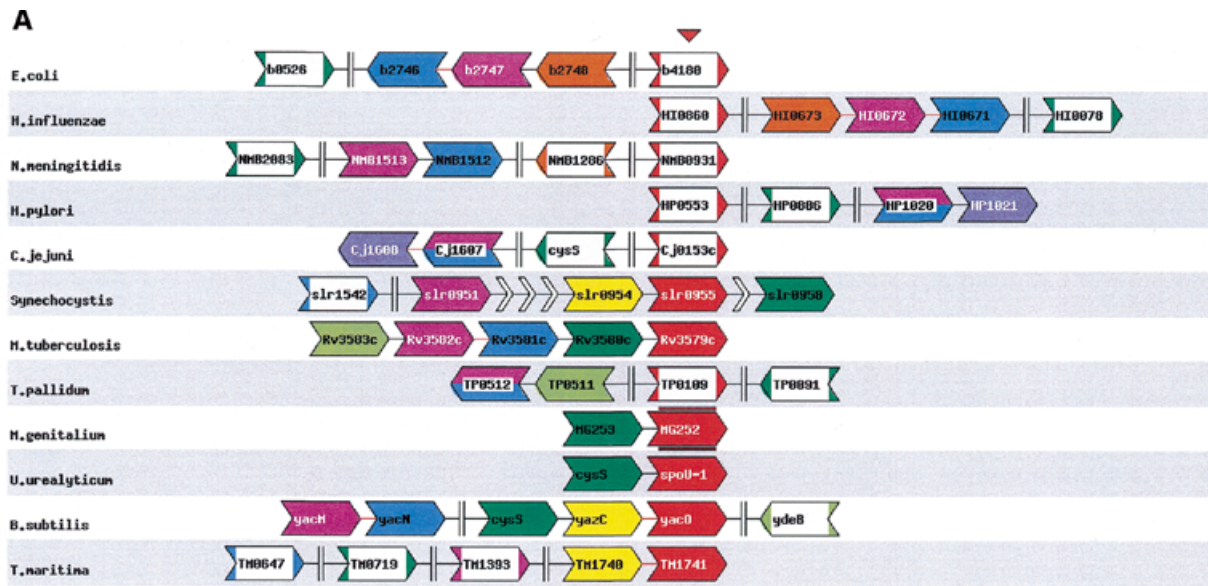 A
E.coli b0526 b2746 b2747 b2748 b4180
H.influenzae HI0860 HI0673 HI0672 HI0671 HI0078
N.meningitidis NMB2083 NMB1513 NMB1512 NMB1286 NMB0931
H.pylori HP0553 HP0886 HP1020 HP1021
C.jejuni Cj1608 Cj1607 cysS Cj0153c
Synechocystis slr1542 slr0951 slr0954 slr0955 slr0958
M.tuberculosis Rv3583c Rv3582c Rv3581c Rv3580c Rv3579c
T.pallidum TP0512 TP0511 TP0109 TP0091
M.genitalium MG253 MG252
U.urealyticum cysS spoU-1
B.subtilis yacM yacN cysS yazC yacO ydeB
T.maritima TM0647 TM0719 TM1393 TM1740 TM1741